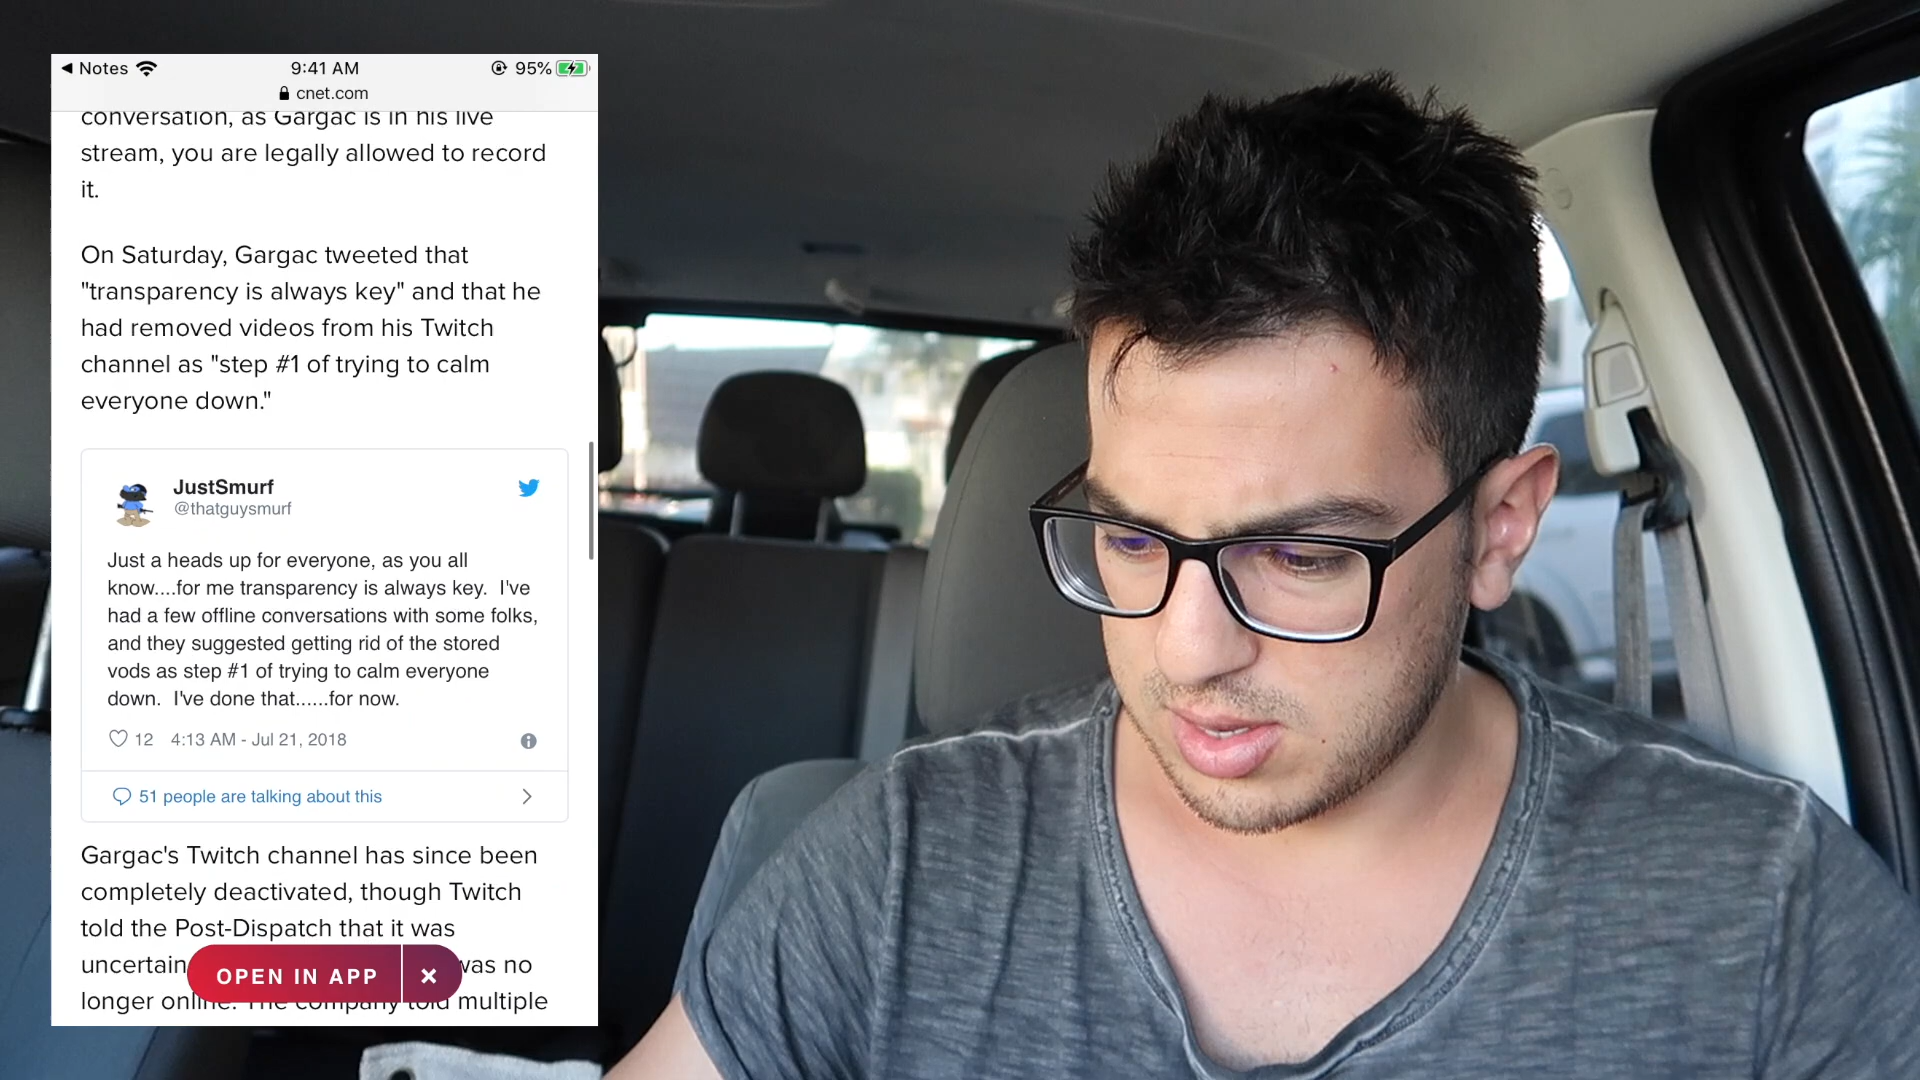 Notes 9:41 AM 95%
cnet.com
conversation, as Gargac is in his live
stream, you are legally allowed to record
it.
On Saturday, Gargac tweeted that
"transparency is always key" and that he
had removed videos from his Twitch
channel as "step #1 of trying to calm
everyone down."
JustSmurf
@thatguysmurf
Just a heads up for everyone, as you all
know....for me transparency is always key. I've
had a few offline conversations with some folks,
and they suggested getting rid of the stored
vods as step #1 of trying to calm everyone
down. I've done that......for now.
12 4:13 AM - Jul 21, 2018
51 people are talking about this
Gargac's Twitch channel has since been
completely deactivated, though Twitch
told the Post-Dispatch that it was
uncertain was no
OPEN IN APP ×
longer online. The company told multiple